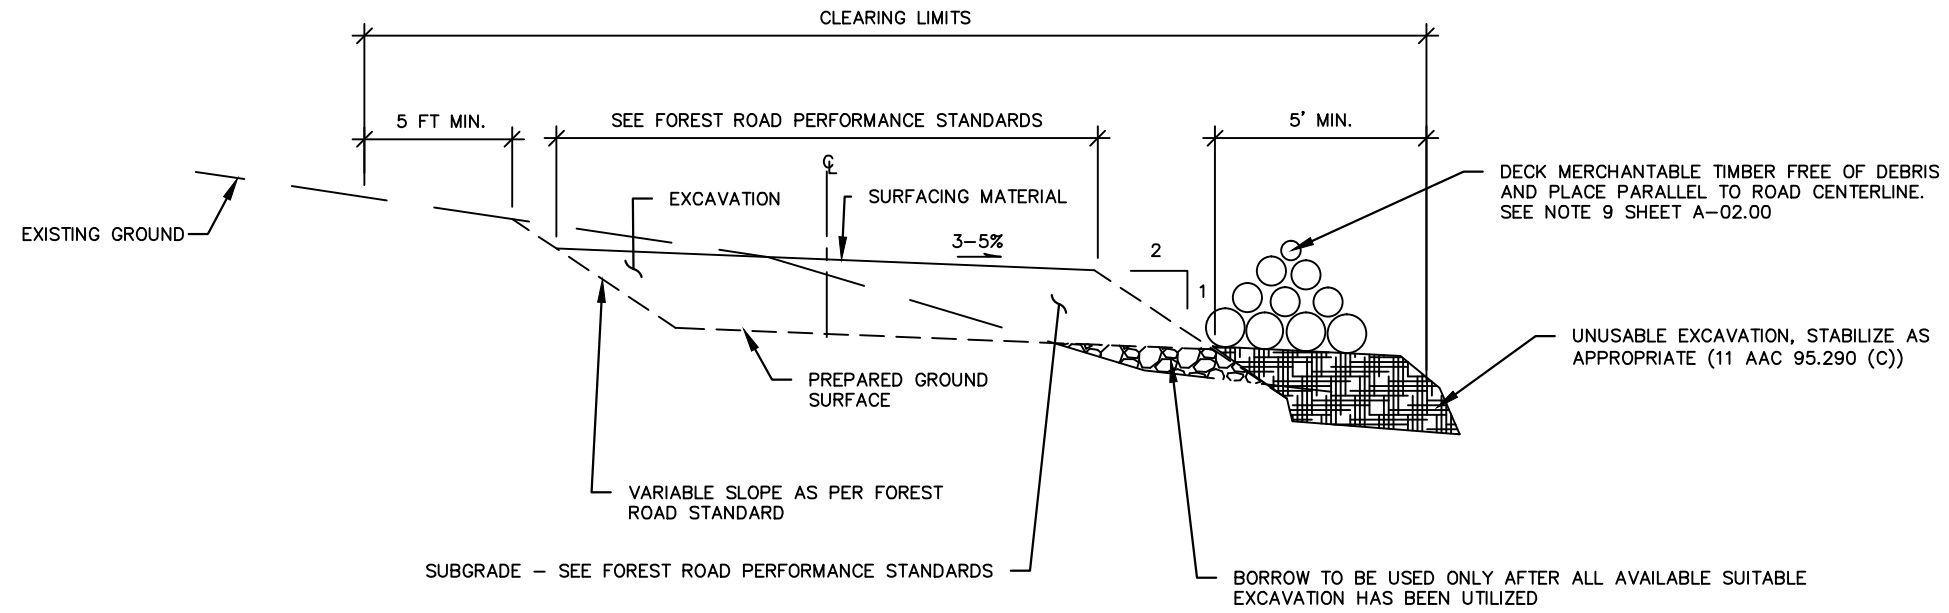 CLEARING LIMITS
5 FT MIN.
SEE FOREST ROAD PERFORMANCE STANDARDS
5' MIN.
℄
DECK MERCHANTABLE TIMBER FREE OF DEBRIS
AND PLACE PARALLEL TO ROAD CENTERLINE.
SEE NOTE 9 SHEET A-02.00
EXCAVATION
SURFACING MATERIAL
EXISTING GROUND
3-5%
2
1
UNUSABLE EXCAVATION, STABILIZE AS
APPROPRIATE (11 AAC 95.290 (C))
PREPARED GROUND
SURFACE
VARIABLE SLOPE AS PER FOREST
ROAD STANDARD
SUBGRADE - SEE FOREST ROAD PERFORMANCE STANDARDS
BORROW TO BE USED ONLY AFTER ALL AVAILABLE SUITABLE
EXCAVATION HAS BEEN UTILIZED